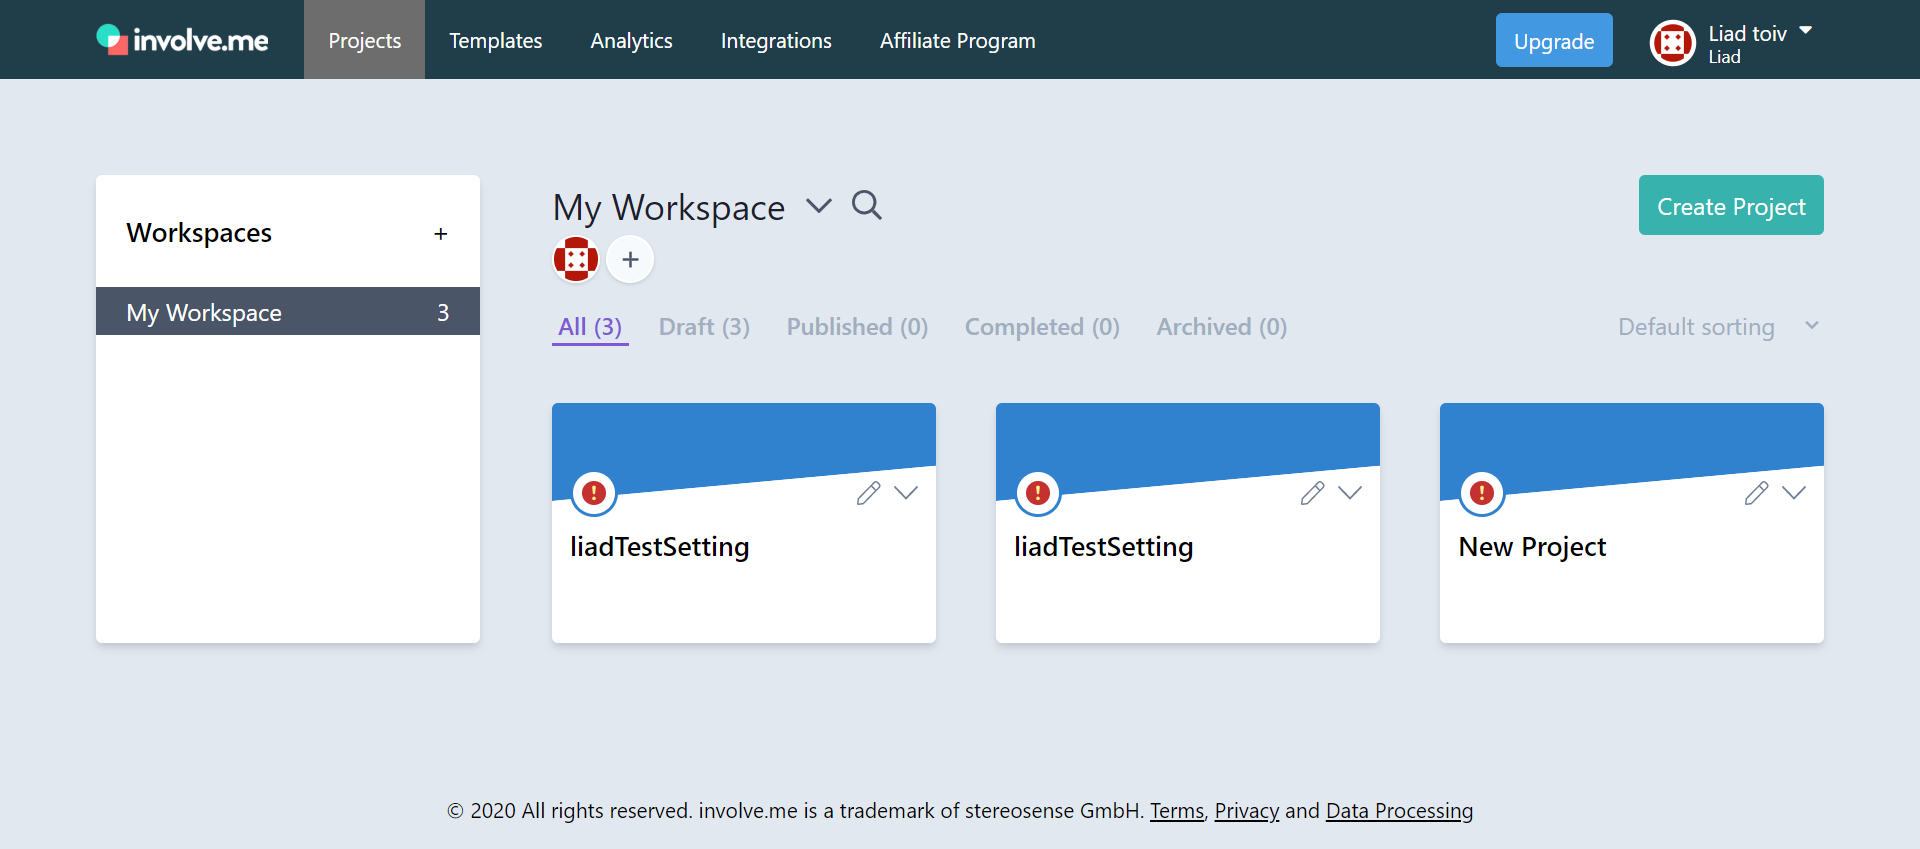 involve.me
Projects
Templates
Analytics
Integrations
Affiliate Program
Upgrade
Liad toiv
Liad
Workspaces
+
My Workspace 3
My Workspace
Create Project
+
All (3)
Draft (3)
Published (0)
Completed (0)
Archived (0)
Default sorting
liadTestSetting
liadTestSetting
New Project
© 2020 All rights reserved. involve.me is a trademark of stereosense GmbH. Terms, Privacy and Data Processing